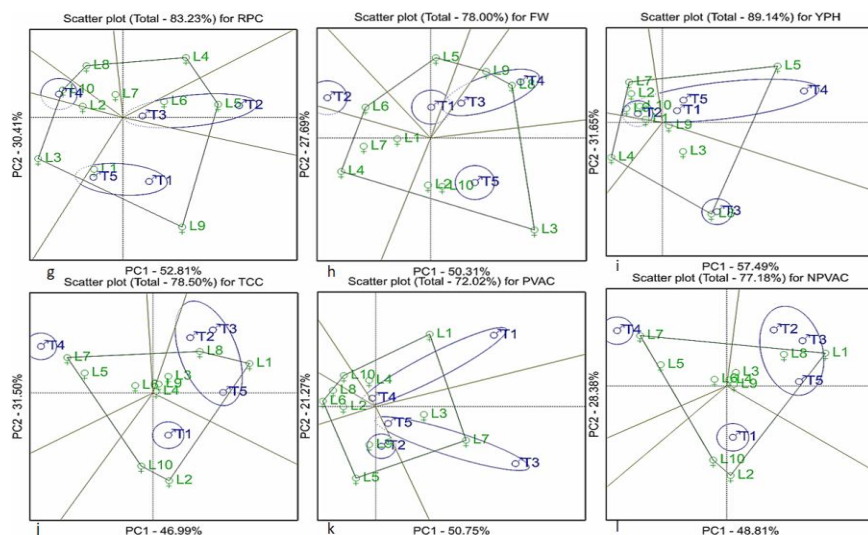 Scatter plot (Total - 83.23%) for RPC
PC2 - 30.41%
L8
L4
♂T4
10
L7
L2
L6
L5
♂T2
♂T3
L3
L1
♂T5
♂T1
L9
g
PC1 - 52.81%
Scatter plot (Total - 78.00%) for FW
PC2 - 27.69%
L5
L9
♂T4
L8
♂T2
♂T1
♂T3
L6
L1
L7
L4
L2
L10
♂T5
L3
h
PC1 - 50.31%
Scatter plot (Total - 89.14%) for YPH
PC2 - 31.65%
L7
L5
L2
♂T4
♂T5
L10
♂T2
♂T1
L1
L9
L4
L3
♂T3
i
PC1 - 57.49%
Scatter plot (Total - 78.50%) for TCC
PC2 - 31.50%
♂T4
♂T3
♂T2
L7
L8
L1
L5
L3
L6
L9
L4
♂T5
♂T1
L10
L2
j
PC1 - 46.99%
Scatter plot (Total - 72.02%) for PVAC
PC2 - 21.27%
L1
♂T1
L10
L4
L8
♂T4
L6
L2
L3
♂T5
♂T2
L7
♂T3
L5
k
PC1 - 50.75%
Scatter plot (Total - 77.18%) for NPVAC
PC2 - 28.38%
♂T4
L7
♂T2
♂T3
L8
L1
L5
L3
L6
L9
♂T5
♂T1
L10
L2
l
PC1 - 48.81%